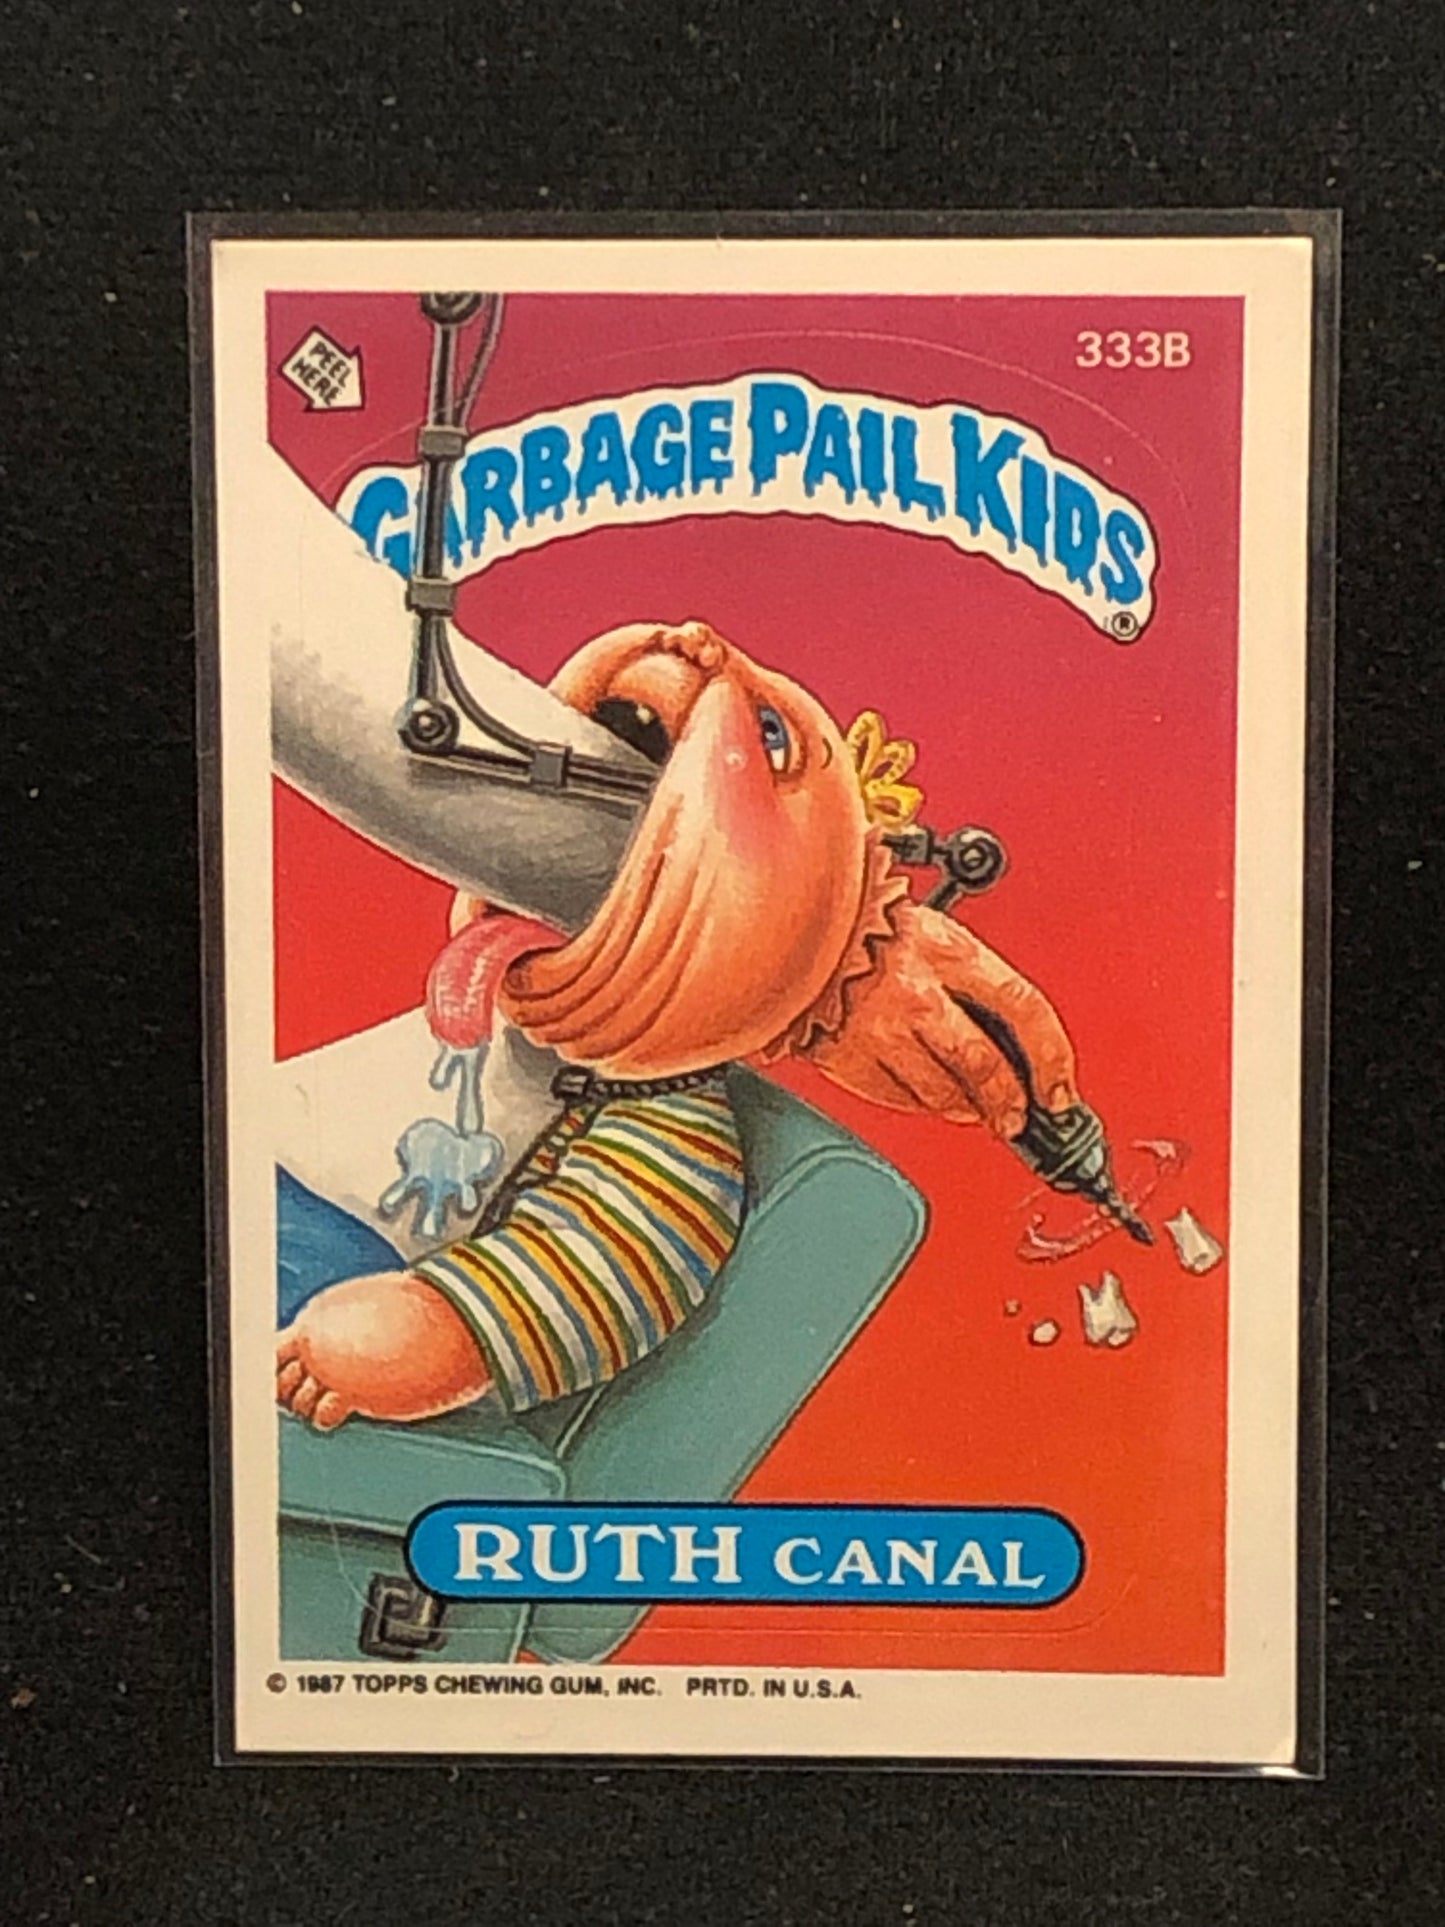 PEEL
HERE
333B
GARBAGE PAIL KIDS
®
RUTH CANAL
© 1987 TOPPS CHEWING GUM, INC. PRTD. IN U.S.A.